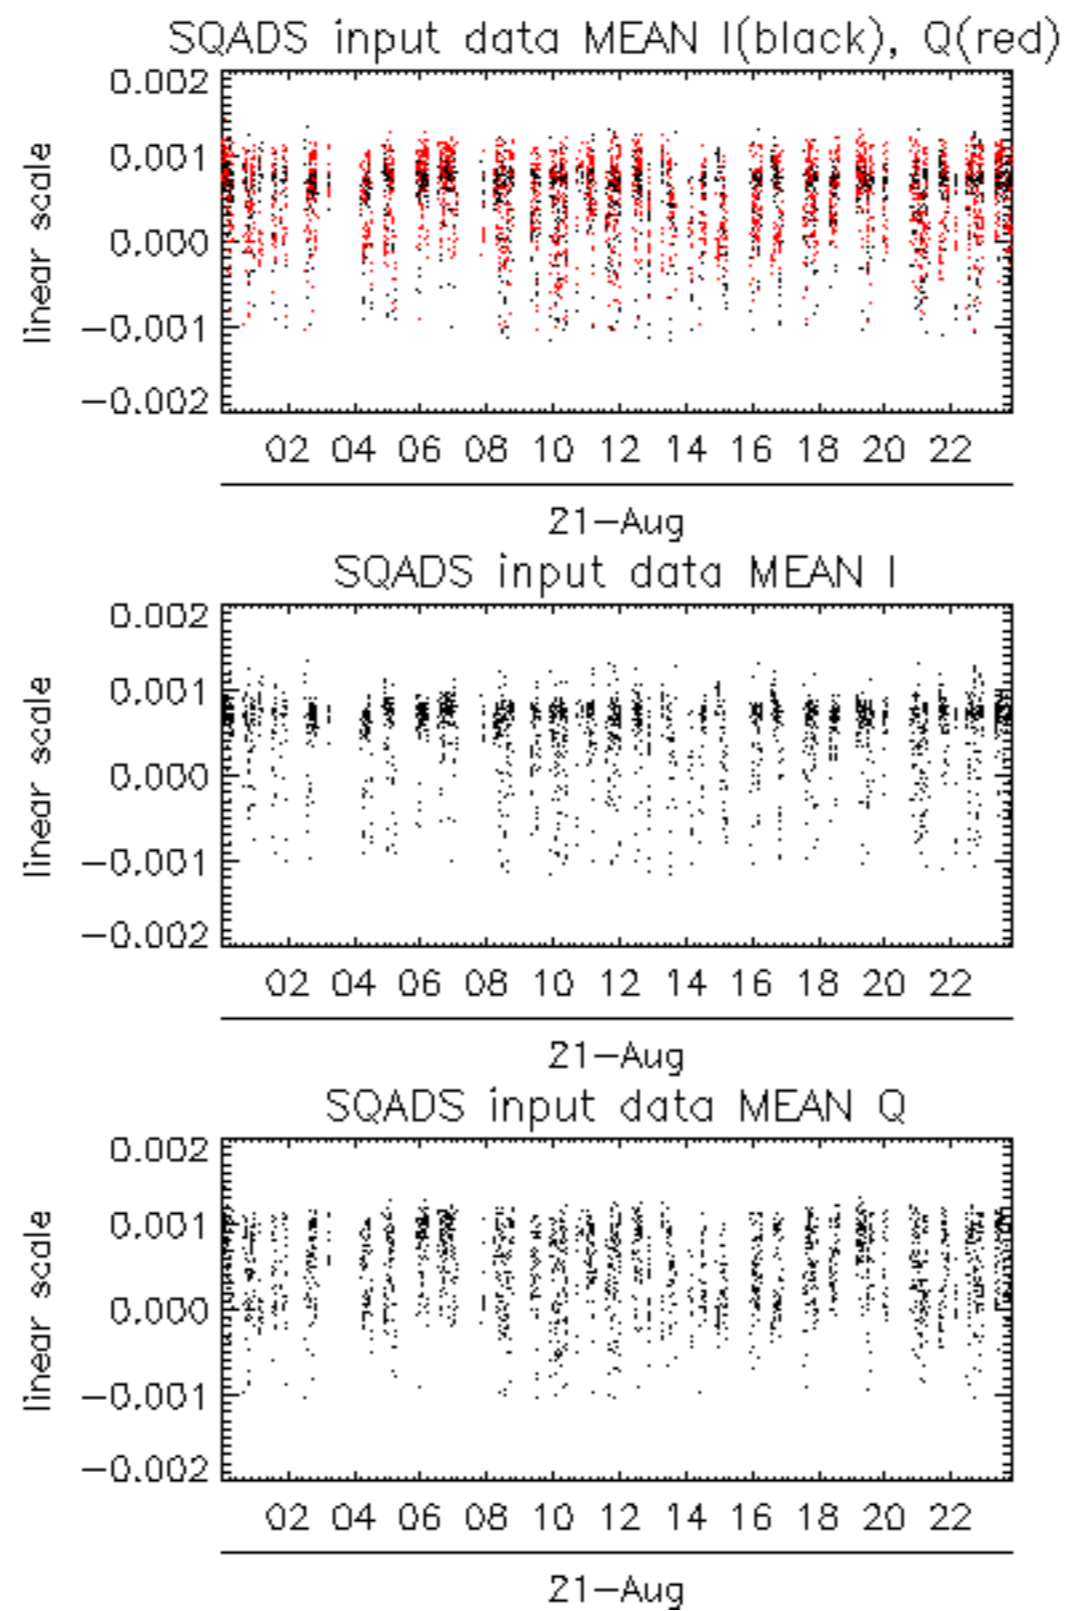 SQADS input data MEAN I(black), Q(red)
0.002
0.001
0.000
−0.001
−0.002
linear scale
02 04 06 08 10 12 14 16 18 20 22
21−Aug
SQADS input data MEAN I
0.002
0.001
0.000
−0.001
−0.002
linear scale
02 04 06 08 10 12 14 16 18 20 22
21−Aug
SQADS input data MEAN Q
0.002
0.001
0.000
−0.001
−0.002
linear scale
02 04 06 08 10 12 14 16 18 20 22
21−Aug